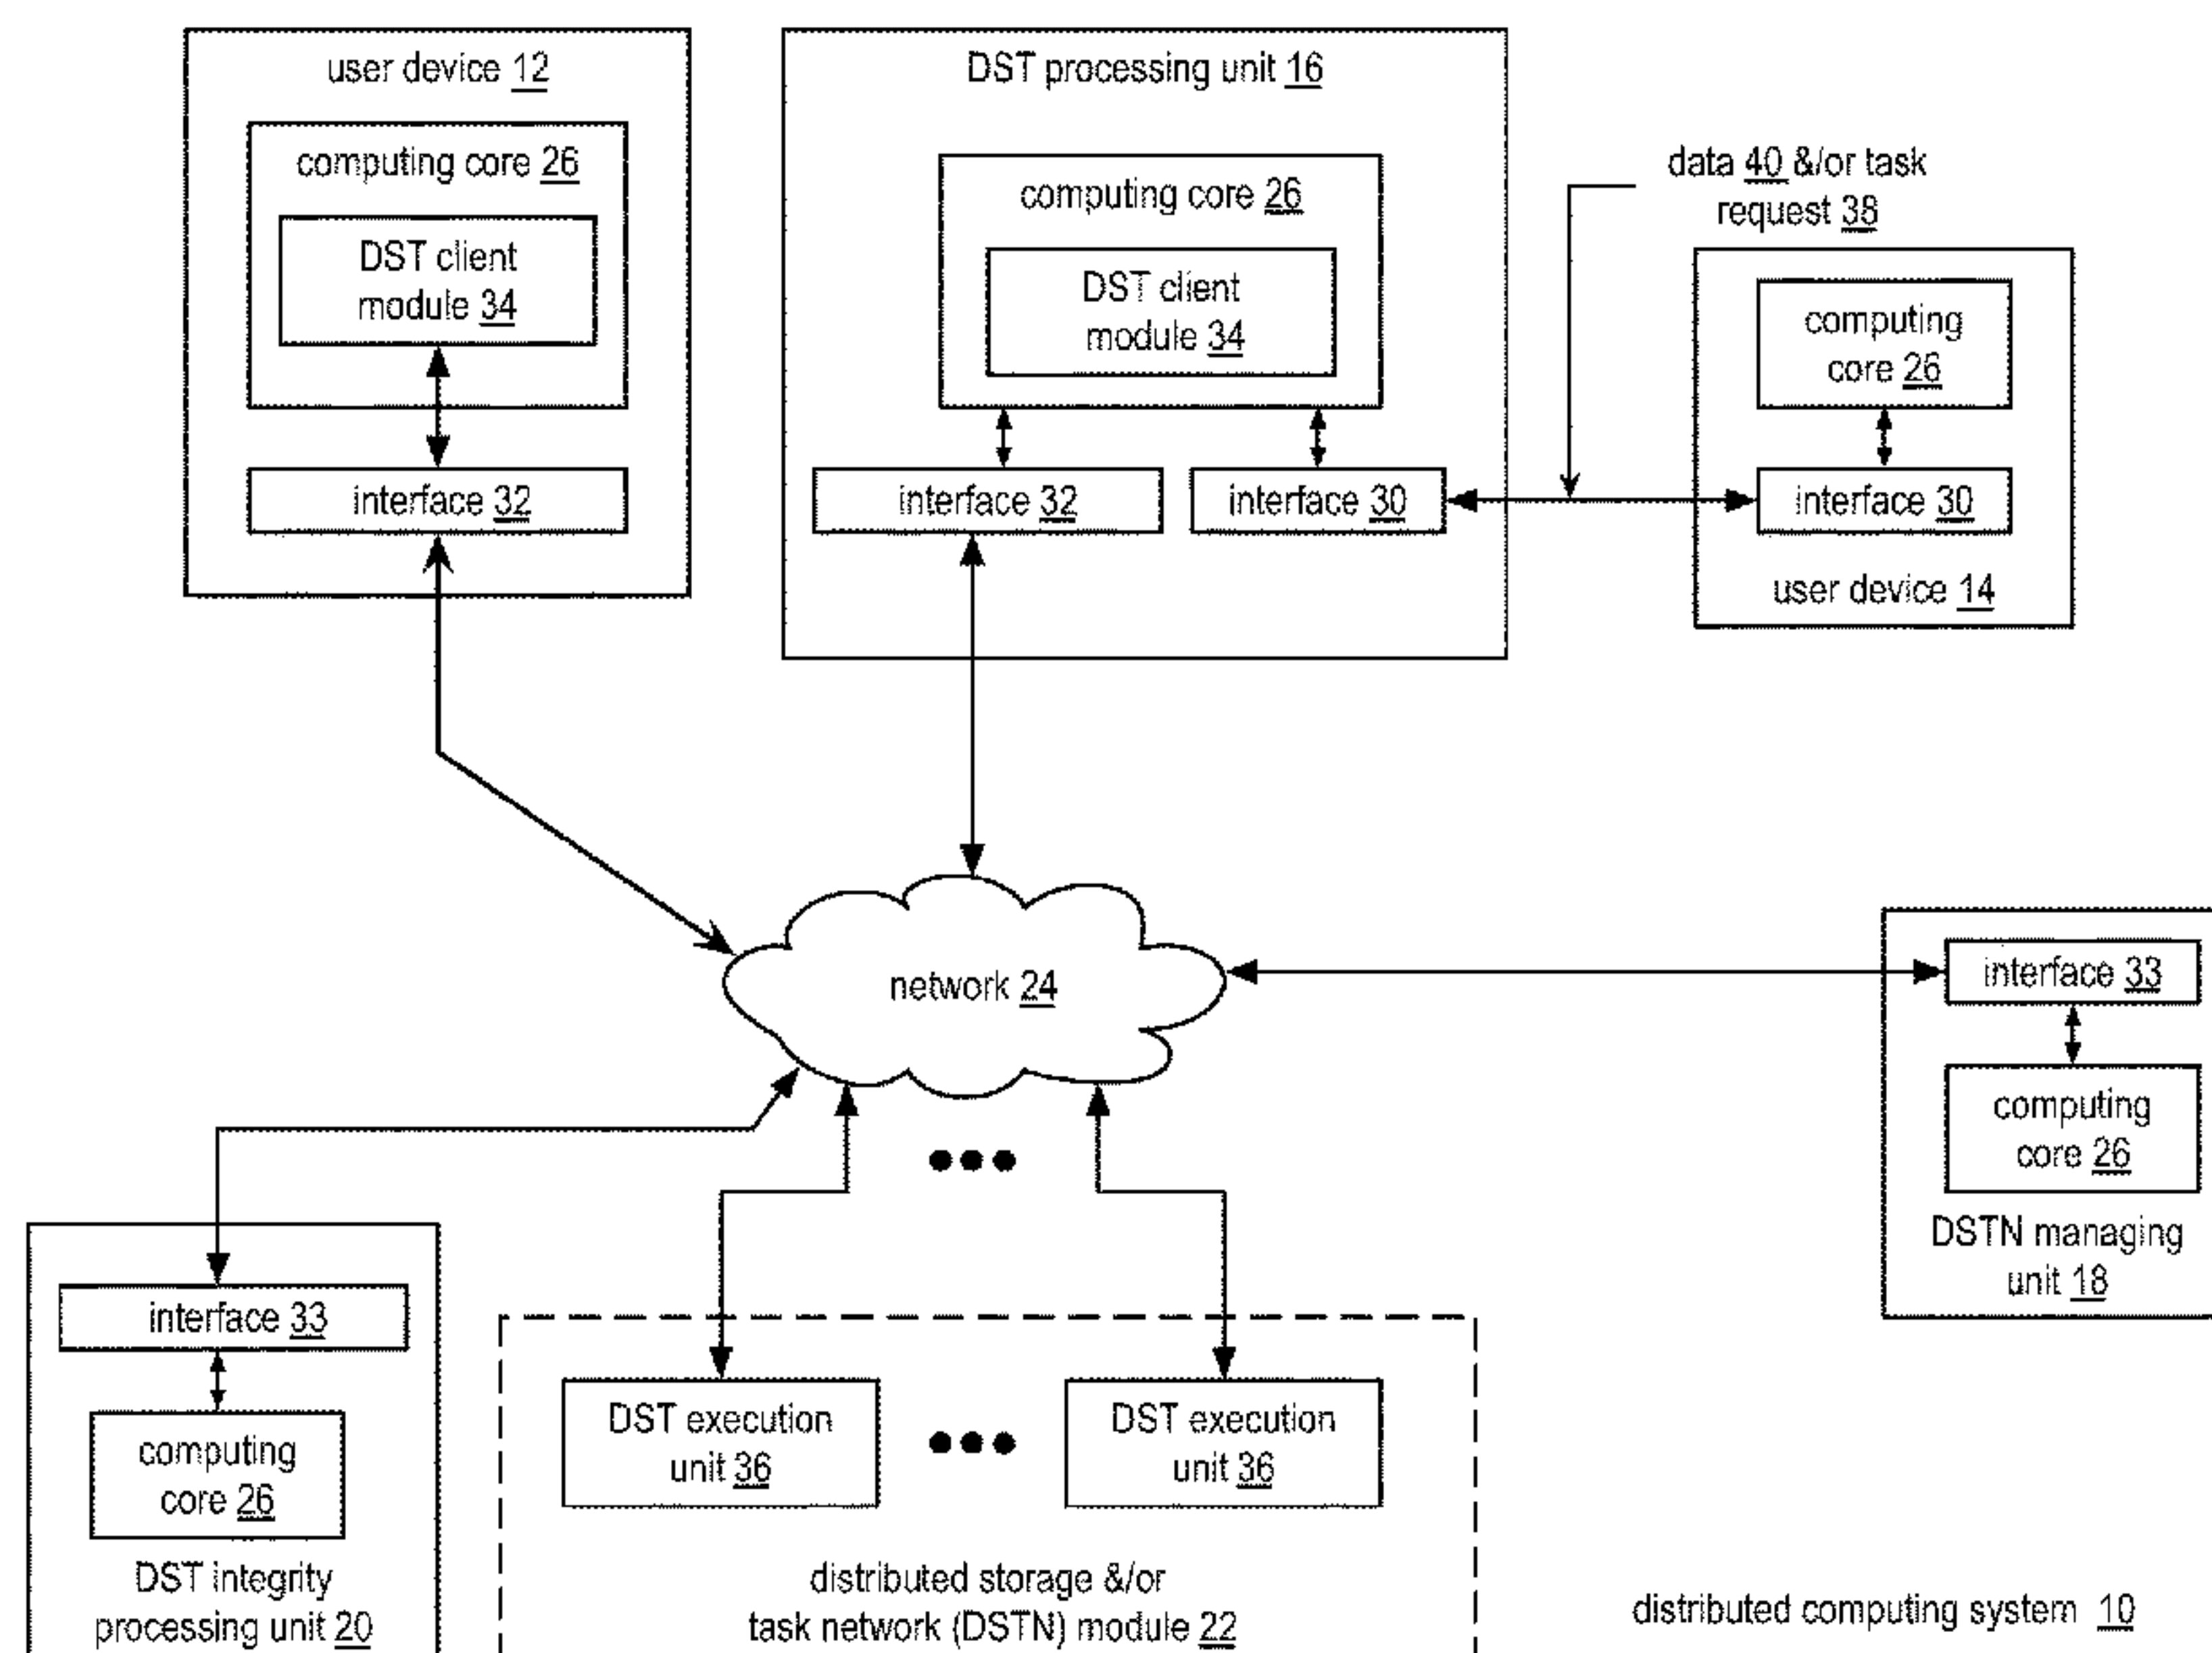 user device 12
computing core 26
DST client
module 34
interface 32
DST processing unit 16
computing core 26
DST client
module 34
interface 32
interface 30
data 40 &/or task
request 38
computing
core 26
interface 30
user device 14
network 24
interface 33
computing
core 26
DSTN managing
unit 18
interface 33
computing
core 26
DST integrity
processing unit 20
DST execution
unit 36
DST execution
unit 36
distributed storage &/or
task network (DSTN) module 22
distributed computing system 10